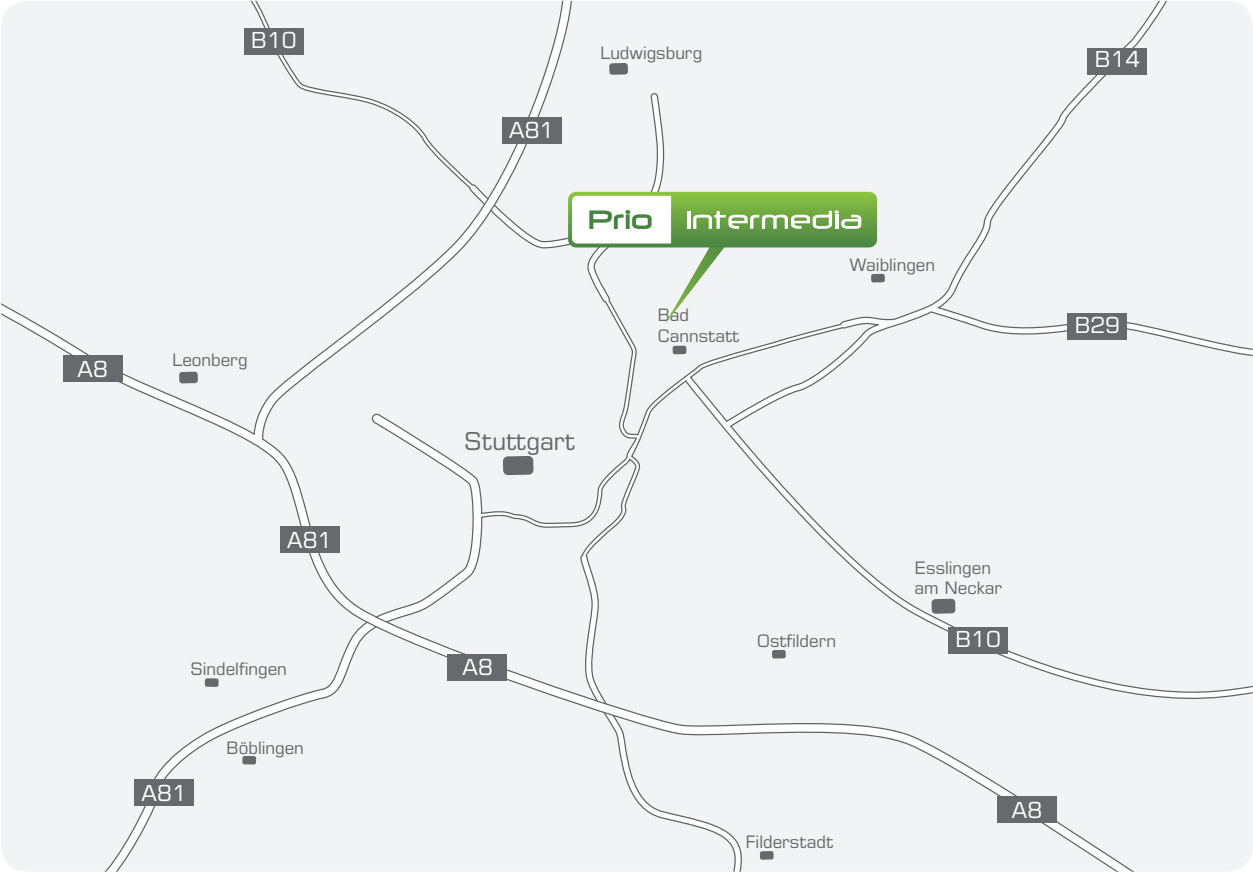 B10
Ludwigsburg
B14
A81
Prio Intermedia
Waiblingen
Bad
Cannstatt
B29
Leonberg
A8
Stuttgart
A81
Esslingen
am Neckar
B10
Ostfildern
A8
Sindelfingen
Böblingen
A81
A8
Filderstadt